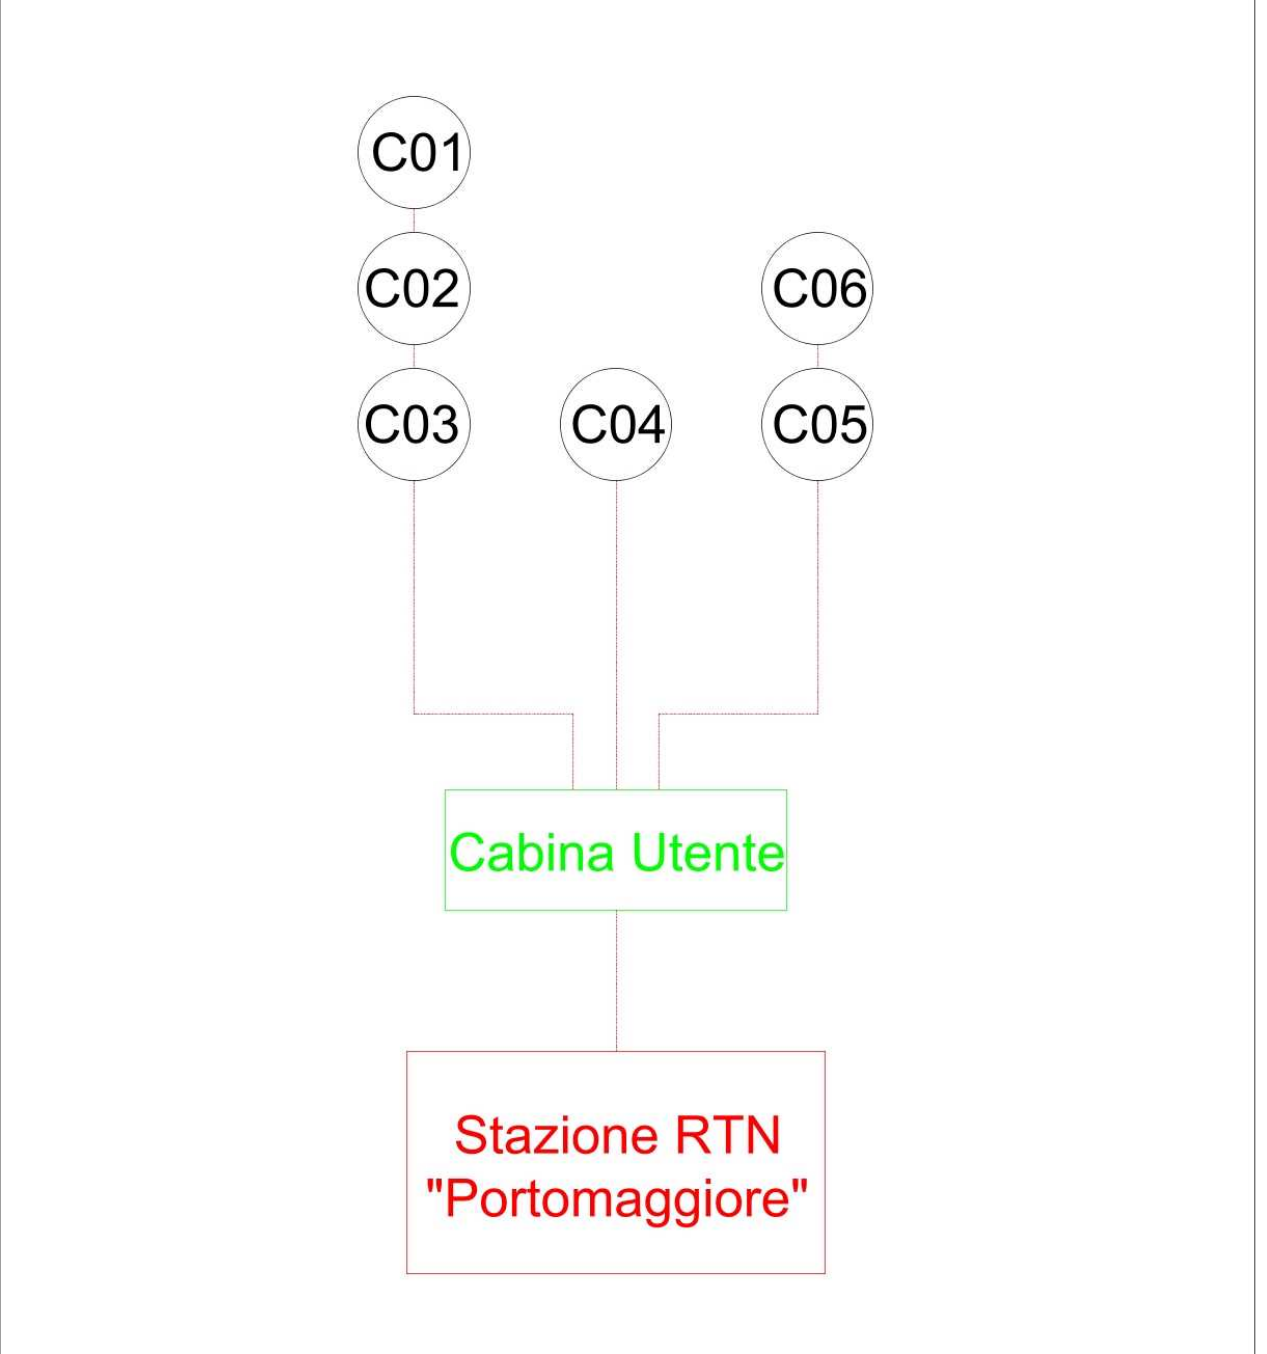 C01
C02
C06
C03
C04
C05
Cabina Utente
Stazione RTN
"Portomaggiore"